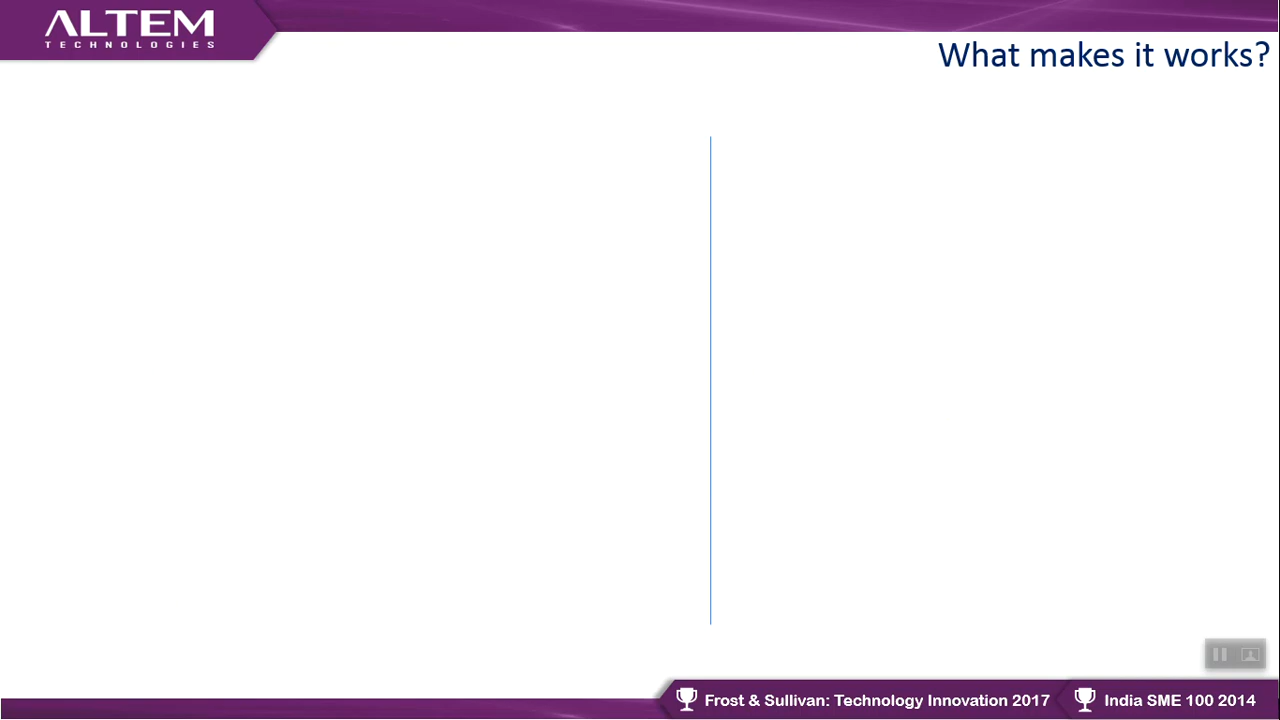 ALTEM
TECHNOLOGIES
What makes it works?
Frost & Sullivan: Technology Innovation 2017
India SME 100 2014